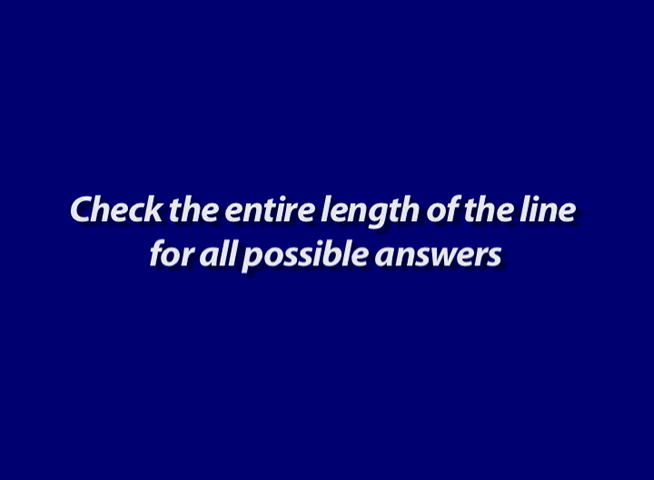 Check the entire length of the line
for all possible answers